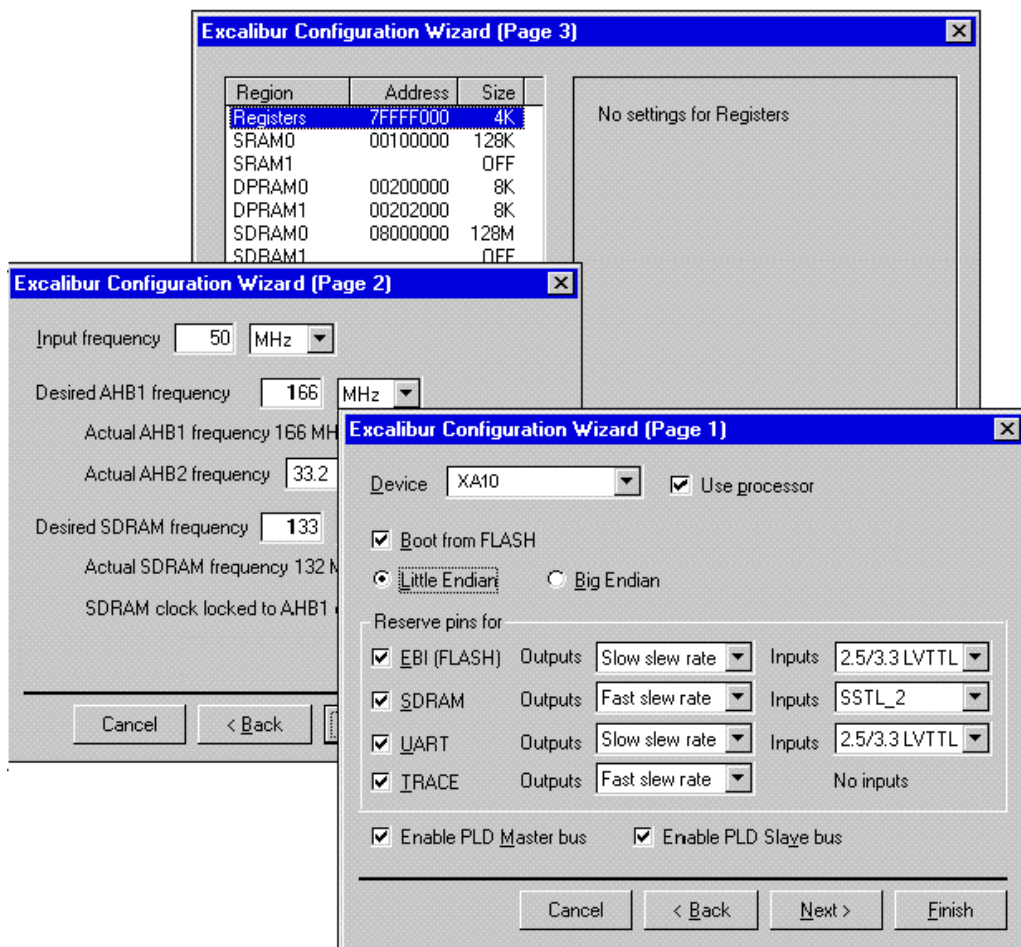 Excalibur Configuration Wizard (Page 3)
Region Address Size
Registers 7FFFF000 4K
SRAM0 00100000 128K
SRAM1 OFF
DPRAM0 00200000 8K
DPRAM1 00202000 8K
SDRAM0 08000000 128M
SDRAM1 OFF
No settings for Registers
Excalibur Configuration Wizard (Page 2)
Input frequency 50 MHz
Desired AHB1 frequency 166 MHz
Actual AHB1 frequency 166 MH
Actual AHB2 frequency 33.2
Desired SDRAM frequency 133
Actual SDRAM frequency 132 M
SDRAM clock locked to AHB1
Cancel < Back
Excalibur Configuration Wizard (Page 1)
Device XA10 Use processor
Boot from FLASH
Little Endian Big Endian
Reserve pins for
EBI (FLASH) Outputs Slow slew rate Inputs 2.5/3.3 LVTTL
SDRAM Outputs Fast slew rate Inputs SSTL_2
UART Outputs Slow slew rate Inputs 2.5/3.3 LVTTL
TRACE Outputs Fast slew rate No inputs
Enable PLD Master bus Enable PLD Slave bus
Cancel < Back Next > Finish